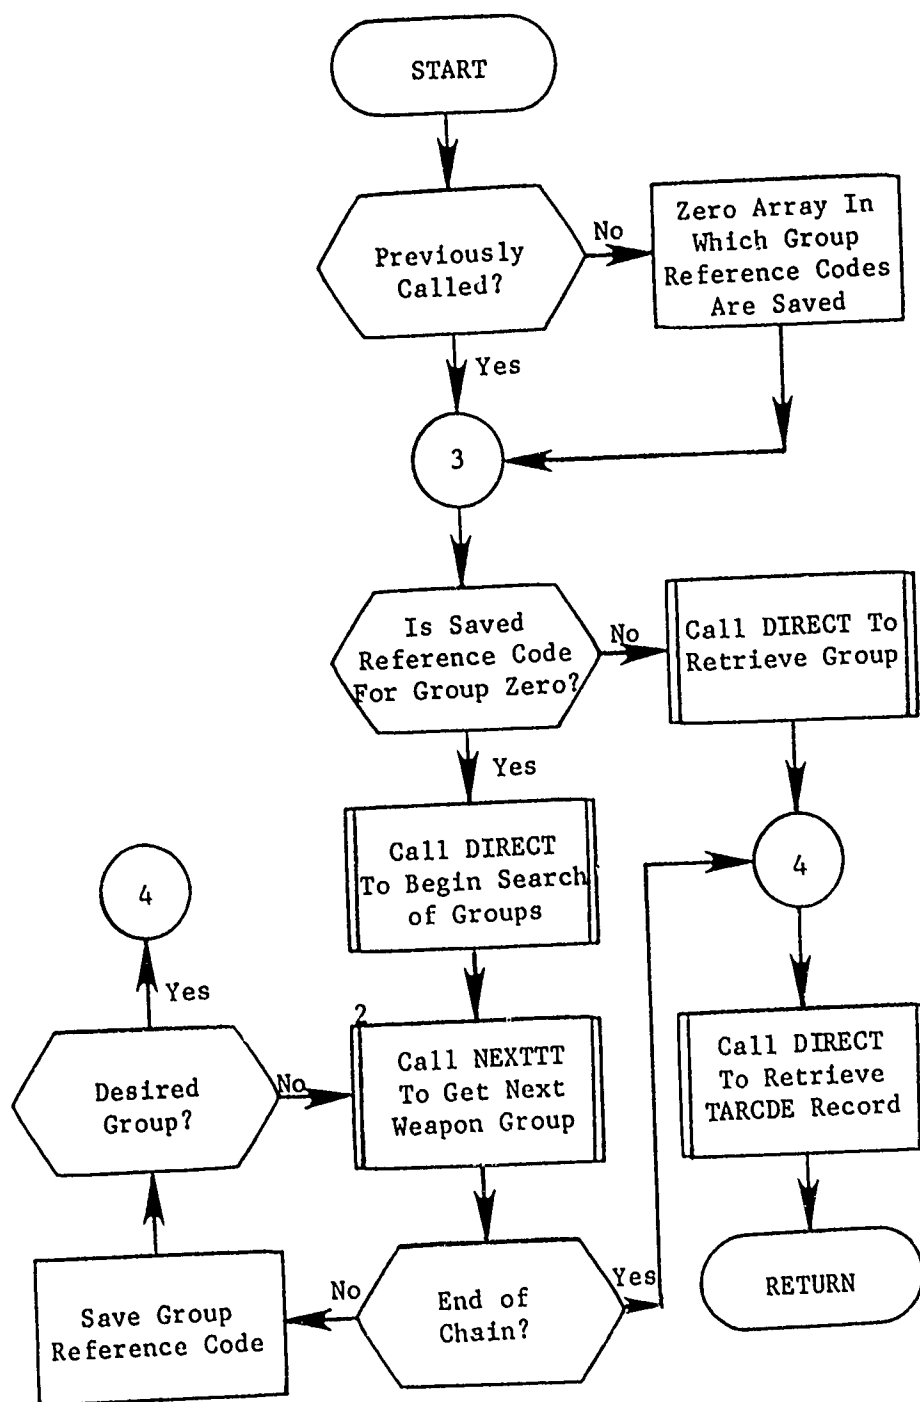 START
Previously
Called?
No
Zero Array In
Which Group
Reference Codes
Are Saved
Yes
3
Is Saved
Reference Code
For Group Zero?
No
Call DIRECT To
Retrieve Group
Yes
Call DIRECT
To Begin Search
of Groups
4
4
Yes
2
Call NEXTTT
To Get Next
Weapon Group
Desired
Group?
No
Call DIRECT
To Retrieve
TARCDE Record
End of
Chain?
Yes
No
Save Group
Reference Code
RETURN